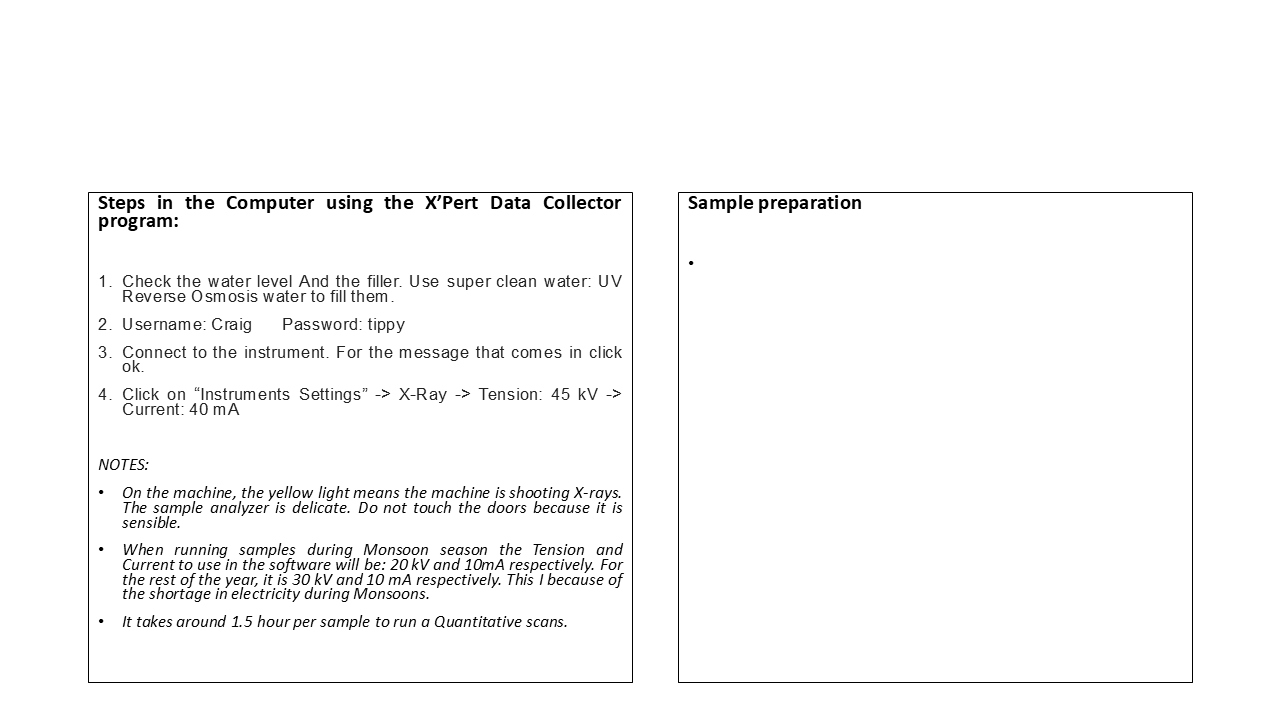 Steps in the Computer using the X’Pert Data Collector
program:
1. Check the water level And the filler. Use super clean water: UV
Reverse Osmosis water to fill them.
2. Username: Craig Password: tippy
3. Connect to the instrument. For the message that comes in click
ok.
4. Click on “Instruments Settings” -> X-Ray -> Tension: 45 kV ->
Current: 40 mA
NOTES:
• On the machine, the yellow light means the machine is shooting X-rays.
The sample analyzer is delicate. Do not touch the doors because it is
sensible.
• When running samples during Monsoon season the Tension and
Current to use in the software will be: 20 kV and 10mA respectively. For
the rest of the year, it is 30 kV and 10 mA respectively. This I because of
the shortage in electricity during Monsoons.
• It takes around 1.5 hour per sample to run a Quantitative scans.
Sample preparation
•